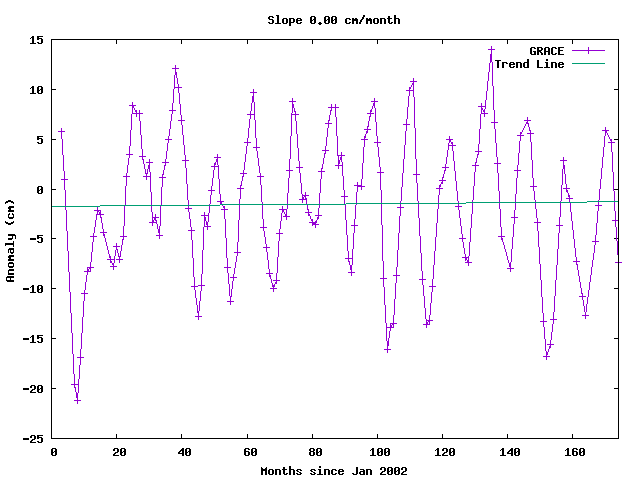 Slope 0.00 cm/month
15
GRACE
Trend Line
10
5
0
-5
-10
-15
-20
-25
Anomaly (cm)
0 20 40 60 80 100 120 140 160
Months since Jan 2002